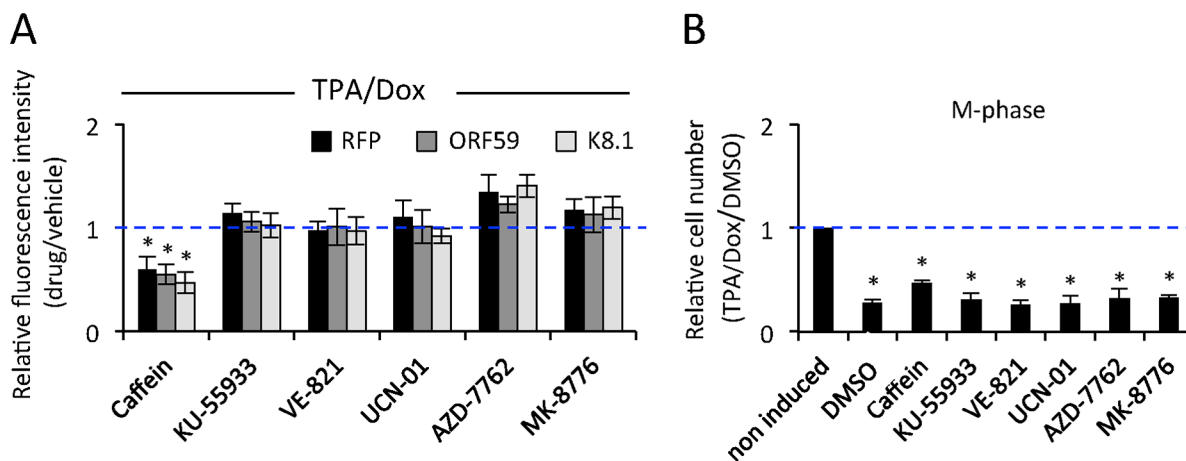 A
TPA/Dox
Relative fluorescence intensity
(drug/vehicle)
2
1
0
RFP
ORF59
K8.1
* * *
Caffein
KU-55933
VE-821
UCN-01
AZD-7762
MK-8776
B
M-phase
Relative cell number
(TPA/Dox/DMSO)
2
1
0
* * * * * * *
non induced
DMSO
Caffein
KU-55933
VE-821
UCN-01
AZD-7762
MK-8776